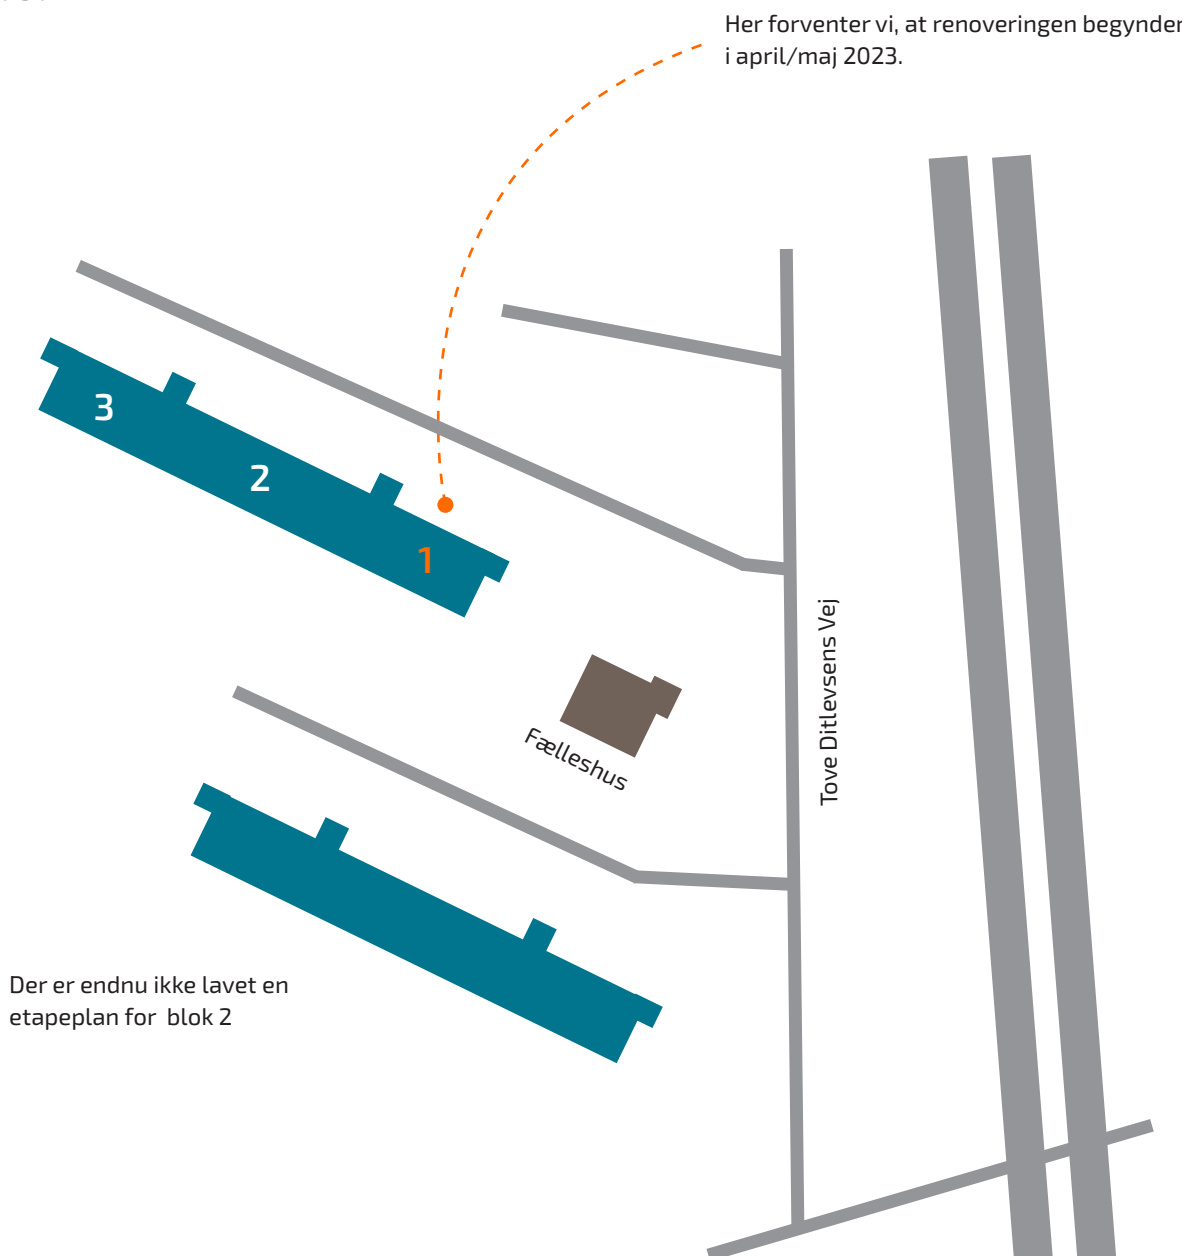 Her forventer vi, at renoveringen begynder
i april/maj 2023.
3
2
1
Tove Ditlevsens Vej
Fælleshus
Der er endnu ikke lavet en
etapeplan for blok 2